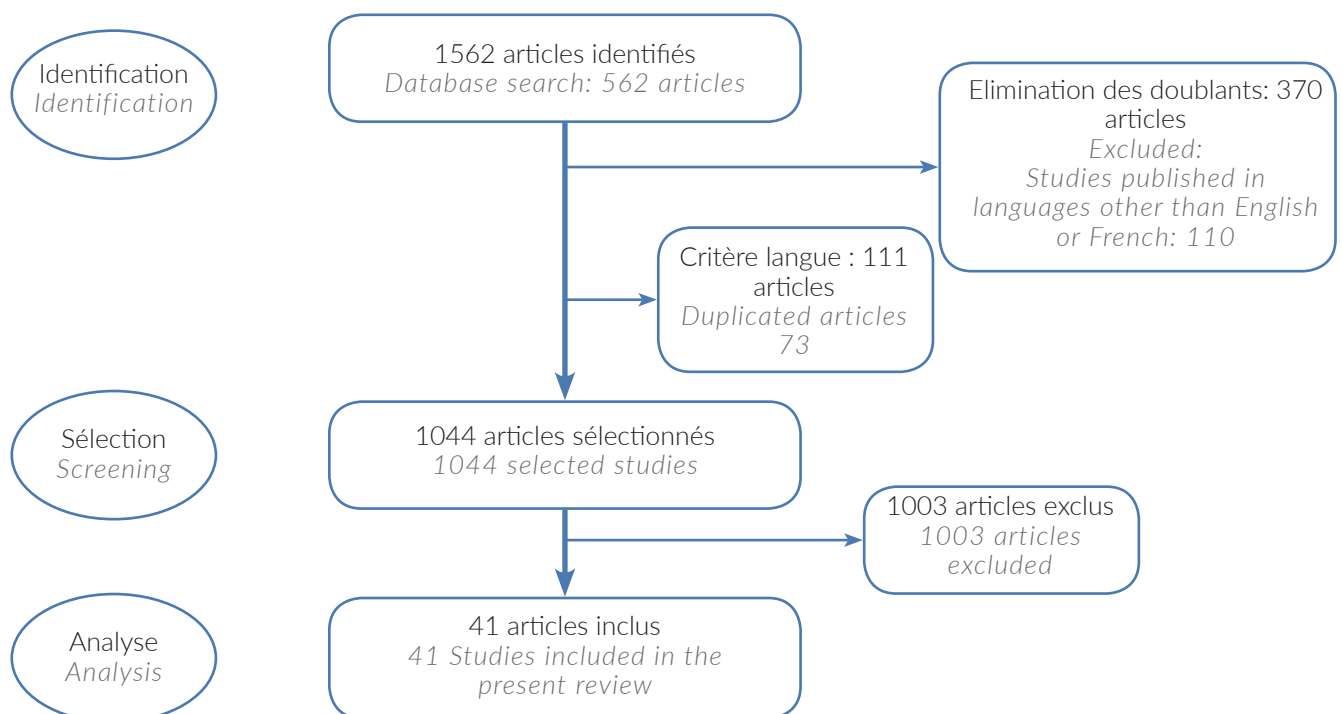 Identification
Identification
1562 articles identifiés
Database search: 562 articles
Elimination des doublants: 370
articles
Excluded:
Studies published in
languages other than English
or French: 110
Critère langue : 111
articles
Duplicated articles
73
Sélection
Screening
1044 articles sélectionnés
1044 selected studies
1003 articles exclus
1003 articles
excluded
Analyse
Analysis
41 articles inclus
41 Studies included in the
present review